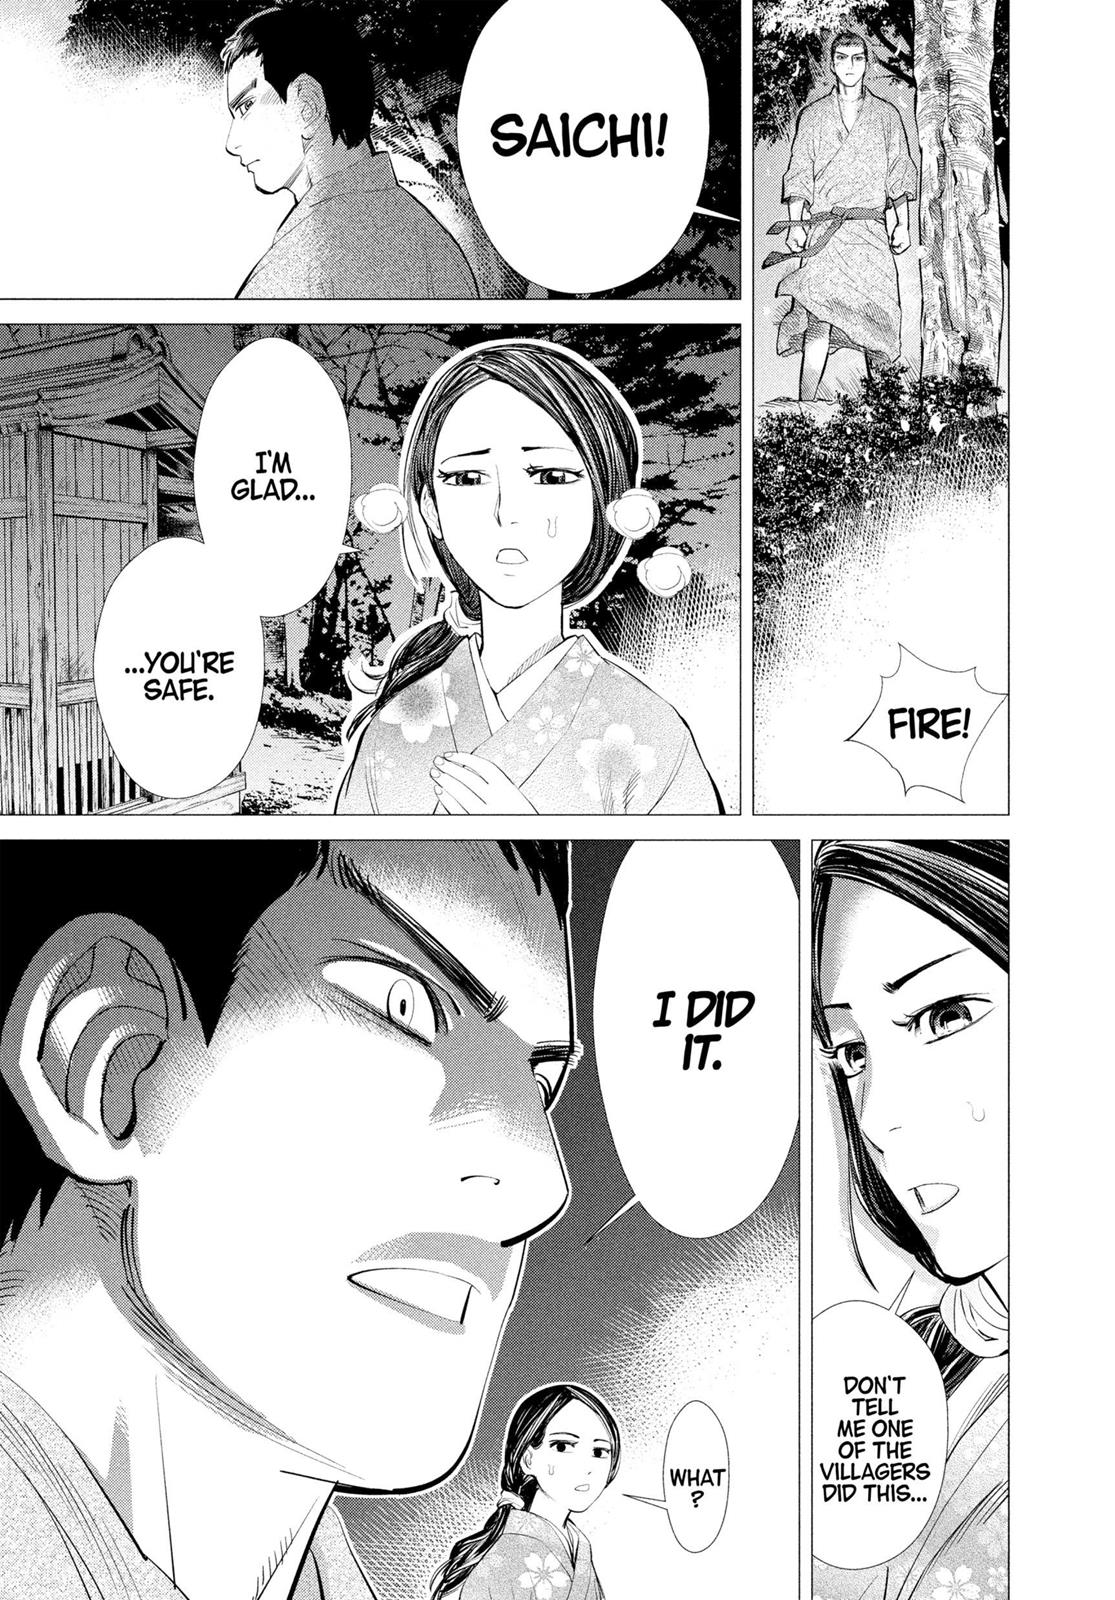 FIRE!
SAICHI!
I'M
GLAD...
...YOU'RE
SAFE.
DON'T
TELL
ME ONE
OF THE
VILLAGERS
DID THIS...
I DID
IT.
WHAT
?